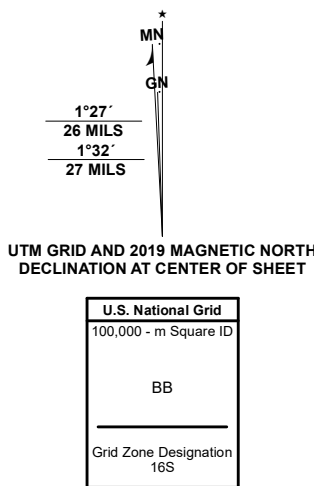 MN
GN
1°27´
26 MILS
1°32´
27 MILS
UTM GRID AND 2019 MAGNETIC NORTH
DECLINATION AT CENTER OF SHEET
U.S. National Grid
100,000 - m Square ID
BB
Grid Zone Designation
16S